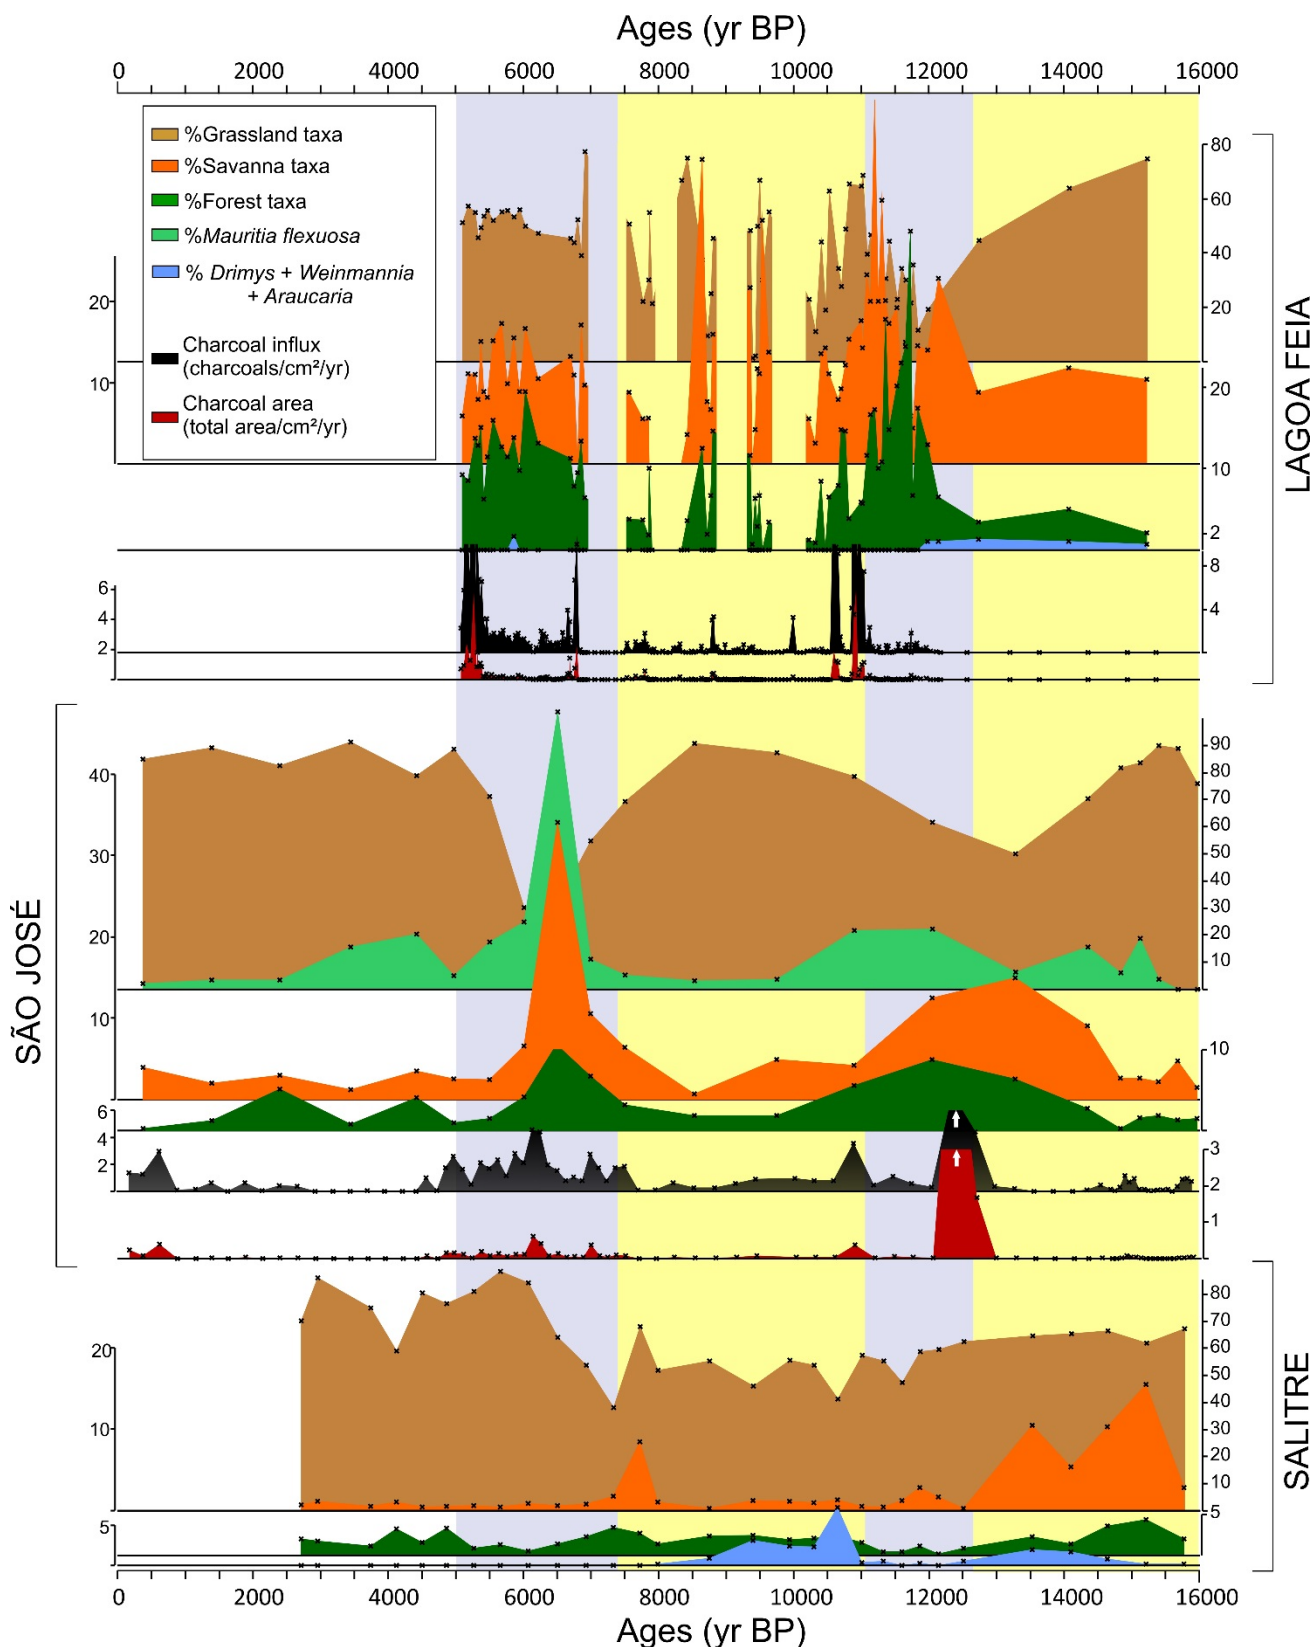 Ages (yr BP)
0 2000 4000 6000 8000 10000 12000 14000 16000
%Grassland taxa
%Savanna taxa
%Forest taxa
%Mauritia flexuosa
% Drimys + Weinmannia
+ Araucaria
Charcoal influx
(charcoals/cm²/yr)
Charcoal area
(total area/cm²/yr)
80
60
40
20
20
10
20
10
2
8
4
6
4
2
LAGOA FEIA
SÃO JOSÉ
40
30
20
10
90
80
70
60
50
40
30
20
10
10
6
4
2
3
2
1
SALITRE
20
10
80
70
60
50
40
30
20
10
5
5
5
0 2000 4000 6000 8000 10000 12000 14000 16000
Ages (yr BP)